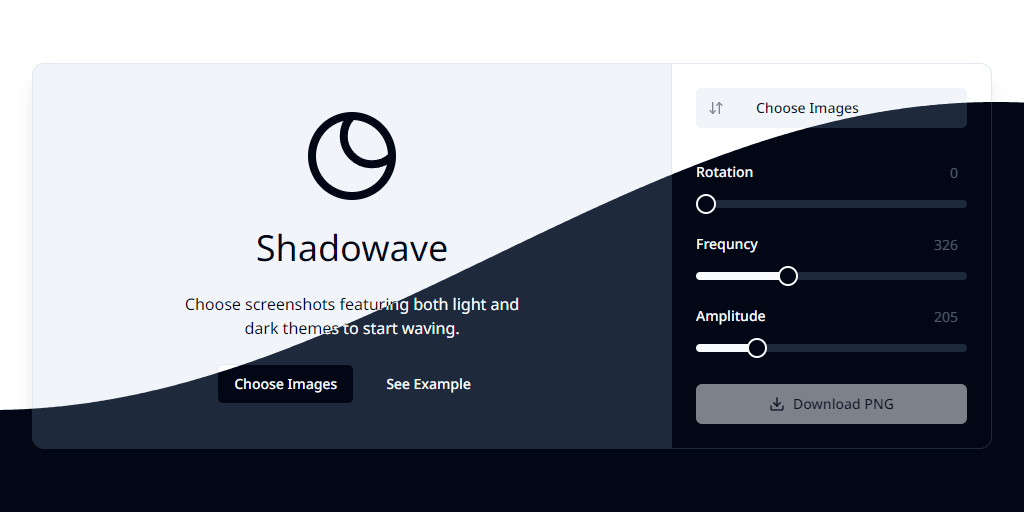 Shadowave
Choose screenshots featuring both light and
dark themes to start waving.
Choose Images
See Example
Choose Images
Rotation
0
Frequncy
326
Amplitude
205
Download PNG